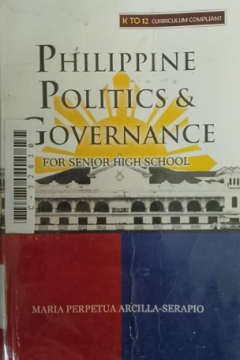 K TO 12 CURRICULUM COMPLIANT
PHILIPPINE
POLITICS &
GOVERNANCE
FOR SENIOR HIGH SCHOOL
MARIA PERPETUA ARCILLA-SERAPIO